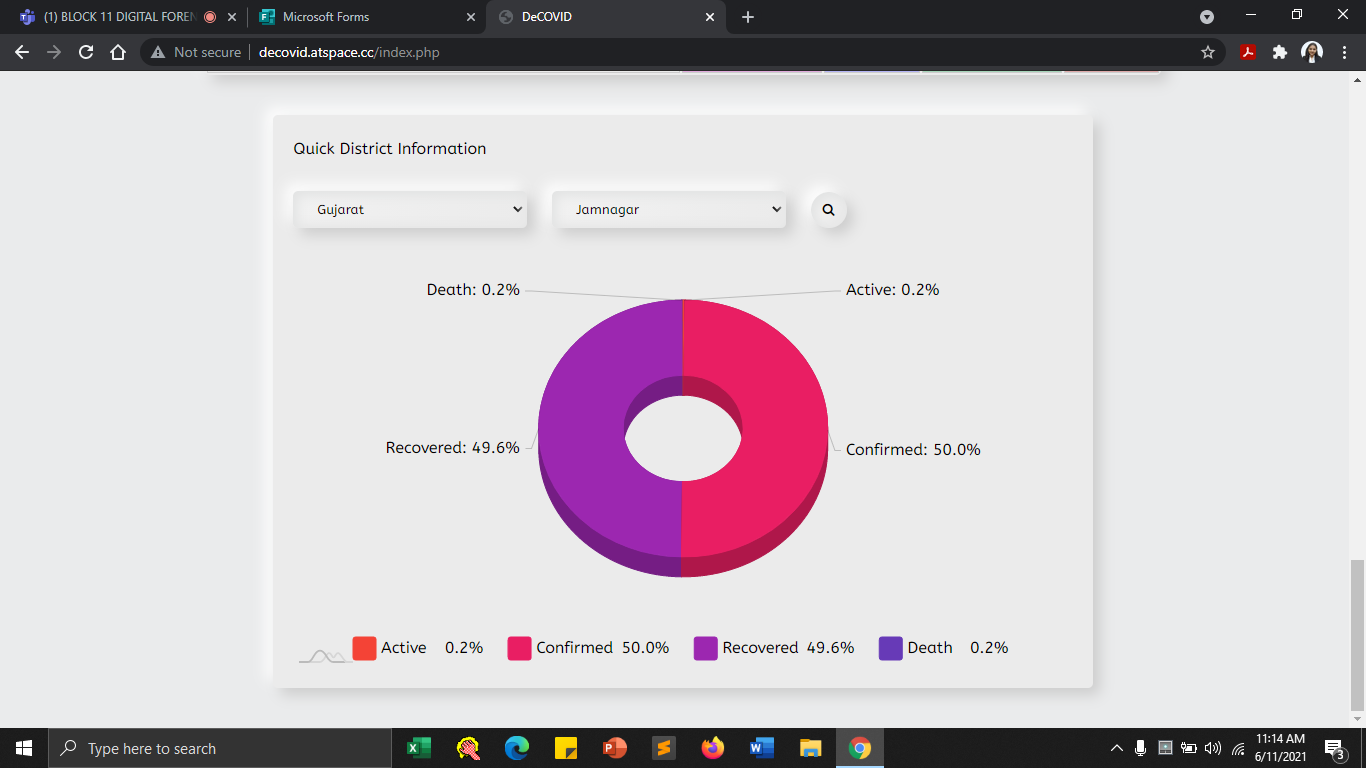 (1) BLOCK 11 DIGITAL FOREN
Microsoft Forms
DeCOVID
Not secure decovid.atspace.cc/index.php
Quick District Information
Gujarat Jamnagar
Death: 0.2% Active: 0.2%
Recovered: 49.6% Confirmed: 50.0%
Active 0.2% Confirmed 50.0% Recovered 49.6% Death 0.2%
Type here to search
11:14 AM
6/11/2021
3